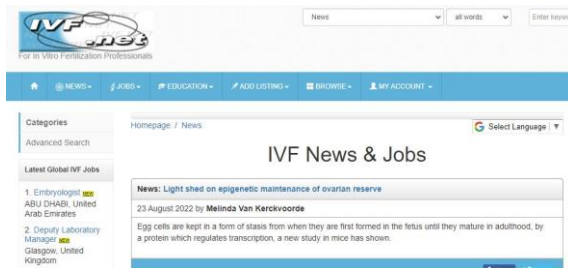 IVF
.net
For In Vitro Fertilization Professionals
News
all words
Enter keyw
NEWS
JOBS
EDUCATION
ADD LISTING
BROWSE
MY ACCOUNT
Categories
Advanced Search
Latest Global IVF Jobs
1. Embryologist NEW
ABU DHABI, United
Arab Emirates
2. Deputy Laboratory
Manager NEW
Glasgow, United
Kingdom
Homepage / News
G Select Language
IVF News & Jobs
News: Light shed on epigenetic maintenance of ovarian reserve
23 August 2022 by Melinda Van Kerckvoorde
Egg cells are kept in a form of stasis from when they are first formed in the fetus until they mature in adulthood, by
a protein which regulates transcription, a new study in mice has shown.